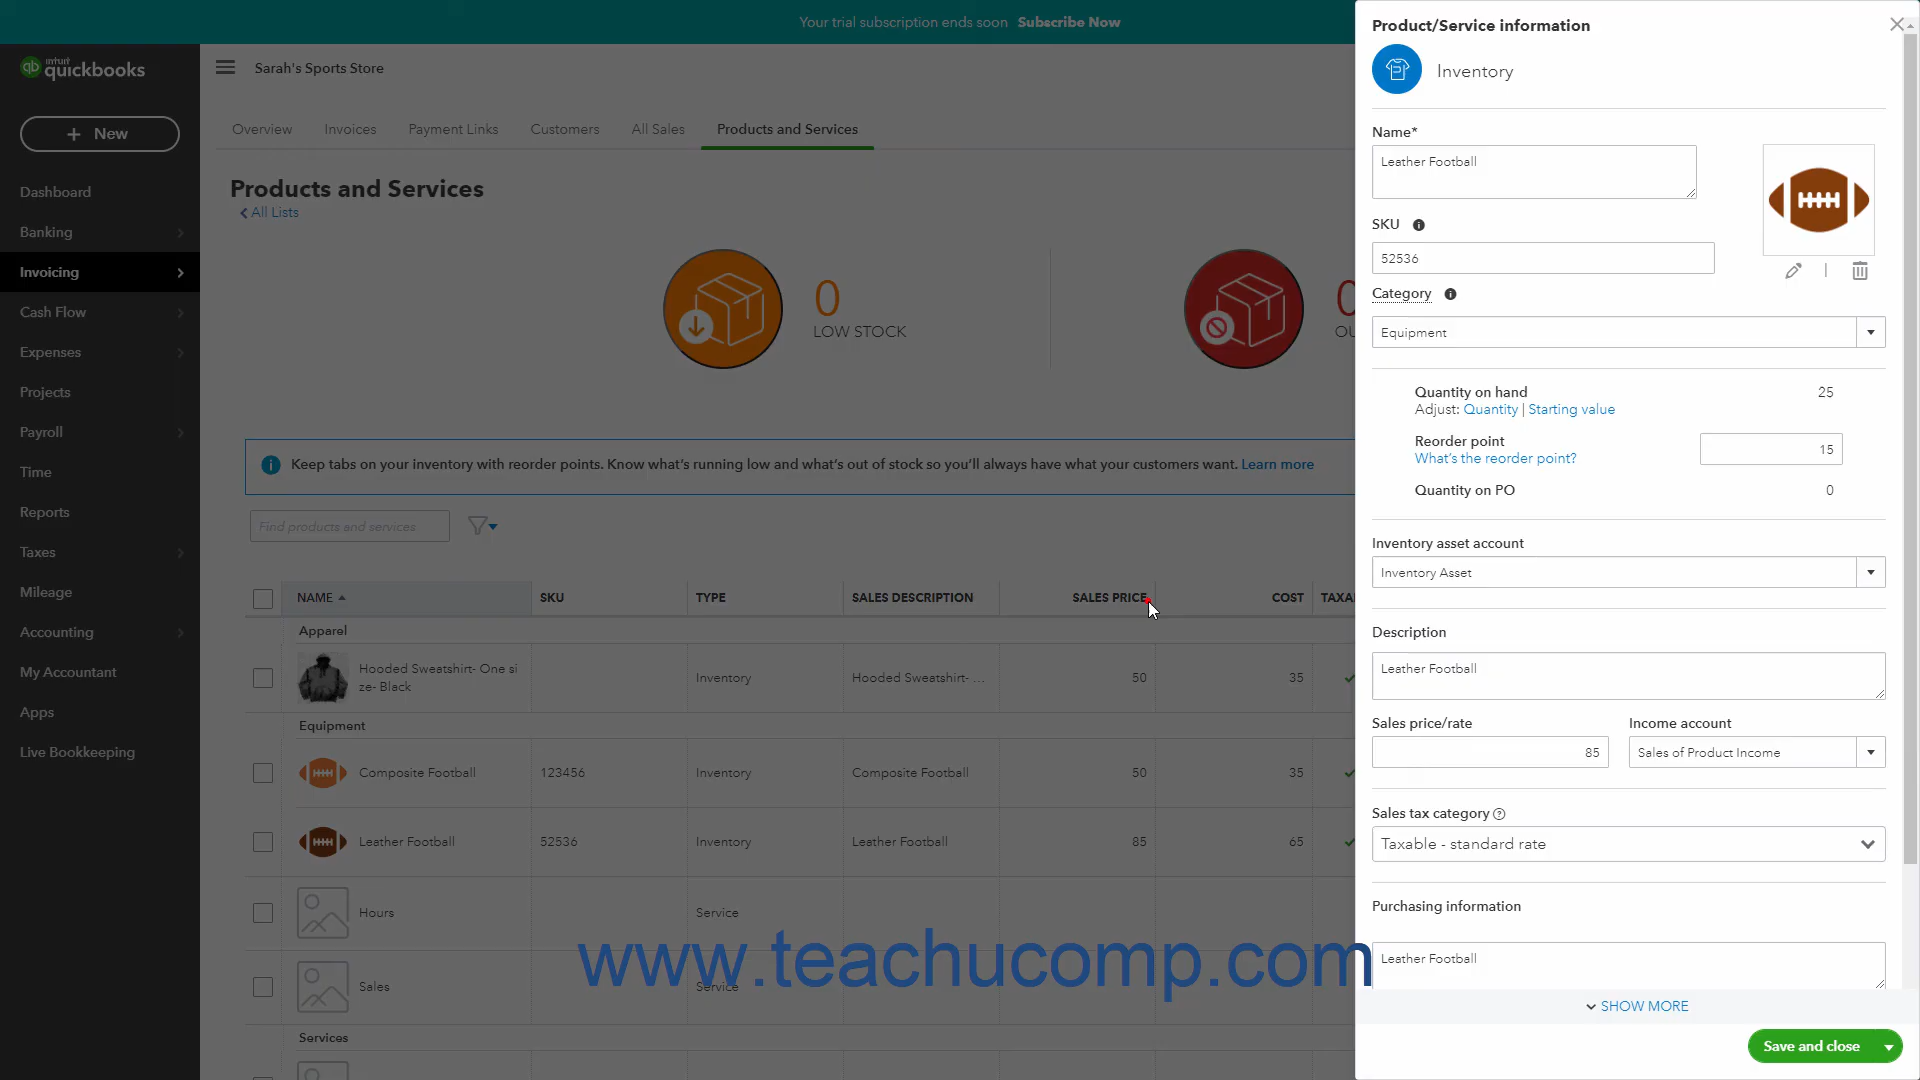 Your trial subscription ends soon Subscribe Now
intuit
quickbooks
qb
Sarah's Sports Store
+ New
Dashboard
Banking
Invoicing
Cash Flow
Expenses
Projects
Payroll
Time
Reports
Taxes
Mileage
Accounting
My Accountant
Apps
Live Bookkeeping
Overview Invoices Payment Links Customers All Sales Products and Services
Products and Services
All Lists
0
LOW STOCK
0
OU
Keep tabs on your inventory with reorder points. Know what's running low and what's out of stock so you'll always have what your customers want. Learn more
Find products and services
NAME SKU TYPE SALES DESCRIPTION SALES PRICE COST TAXA
Apparel
Hooded Sweatshirt- One si
ze- Black
Inventory Hooded Sweatshirt- ... 50 35
Equipment
Composite Football 123456 Inventory Composite Football 50 35
Leather Football 52536 Inventory Leather Football 85 65
Hours Service
Sales Service
Services
www.teachucomp.com
Product/Service information
Inventory
Name*
Leather Football
SKU
52536
Category
Equipment
Quantity on hand 25
Adjust: Quantity | Starting value
Reorder point 15
What's the reorder point?
Quantity on PO 0
Inventory asset account
Inventory Asset
Description
Leather Football
Sales price/rate Income account
85 Sales of Product Income
Sales tax category
Taxable - standard rate
Purchasing information
Leather Football
SHOW MORE
Save and close